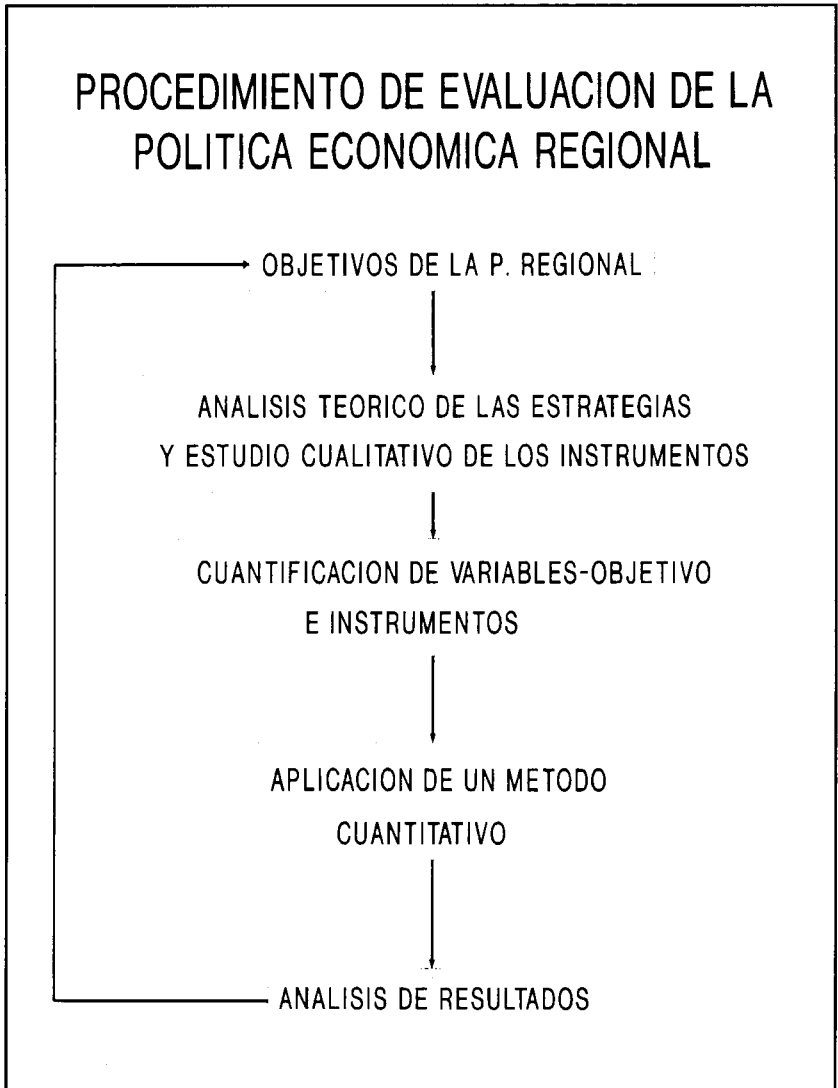 PROCEDIMIENTO DE EVALUACION DE LA
POLITICA ECONOMICA REGIONAL
OBJETIVOS DE LA P. REGIONAL
ANALISIS TEORICO DE LAS ESTRATEGIAS
Y ESTUDIO CUALITATIVO DE LOS INSTRUMENTOS
CUANTIFICACION DE VARIABLES-OBJETIVO
E INSTRUMENTOS
APLICACION DE UN METODO
CUANTITATIVO
ANALISIS DE RESULTADOS